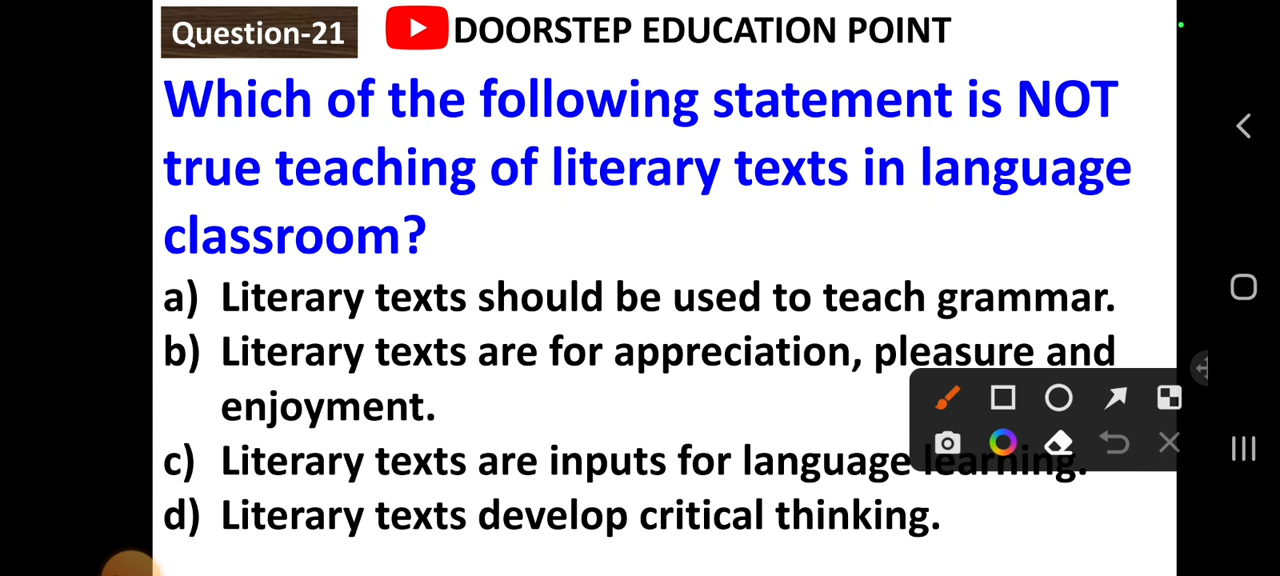 Question-21 DOORSTEP EDUCATION POINT
Which of the following statement is NOT
true teaching of literary texts in language
classroom?
a) Literary texts should be used to teach grammar.
b) Literary texts are for appreciation, pleasure and
enjoyment.
c) Literary texts are inputs for language learning.
d) Literary texts develop critical thinking.